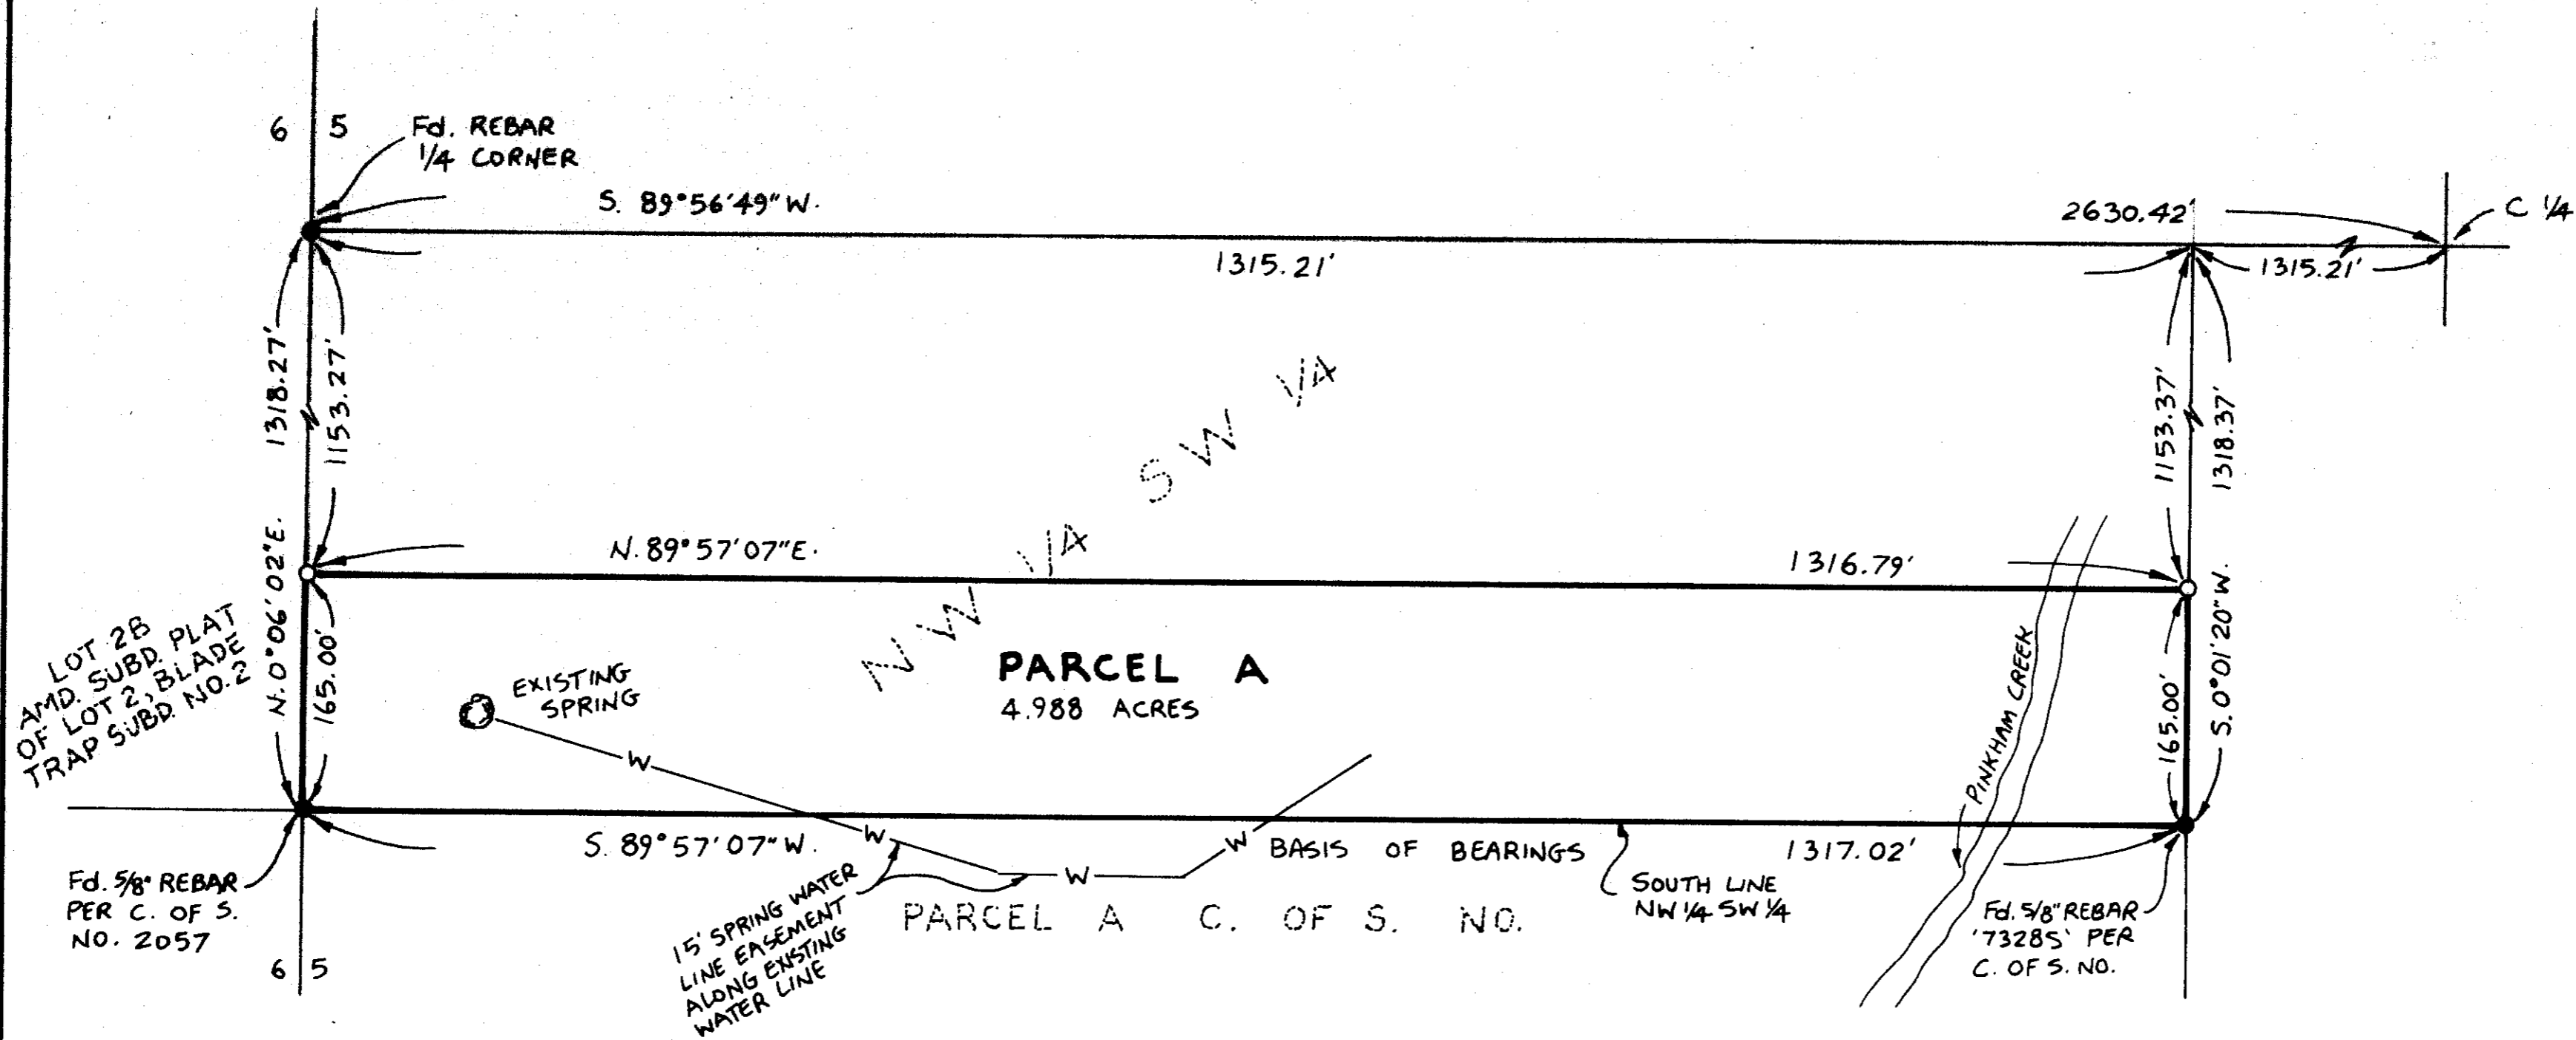 6 5
Fd. REBAR
1/4 CORNER
S. 89°56'49" W.
2630.42'
C 1/4
1315.21'
1315.21'
1318.27'
1153.27'
1153.37'
1318.37'
NW 1/4 SW 1/4
N. 89°57'07"E.
1316.79'
N. 0°06'02"E.
165.00'
LOT 2B
AMD. SUBD. PLAT
OF LOT 2, BLADE
TRAP SUBD. NO.2
EXISTING
SPRING
PARCEL A
4.988 ACRES
PINKHAM CREEK
165.00'
S. 0°01'20"W.
W
W
W
W
S. 89°57'07" W.
BASIS OF BEARINGS
1317.02'
Fd. 5/8" REBAR
PER C. OF S.
NO. 2057
15' SPRING WATER
LINE EASEMENT
ALONG EXISTING
WATER LINE
PARCEL A C. OF S. NO.
SOUTH LINE
NW 1/4 SW 1/4
Fd. 5/8" REBAR
'7328S' PER
C. OF S. NO.
6 5